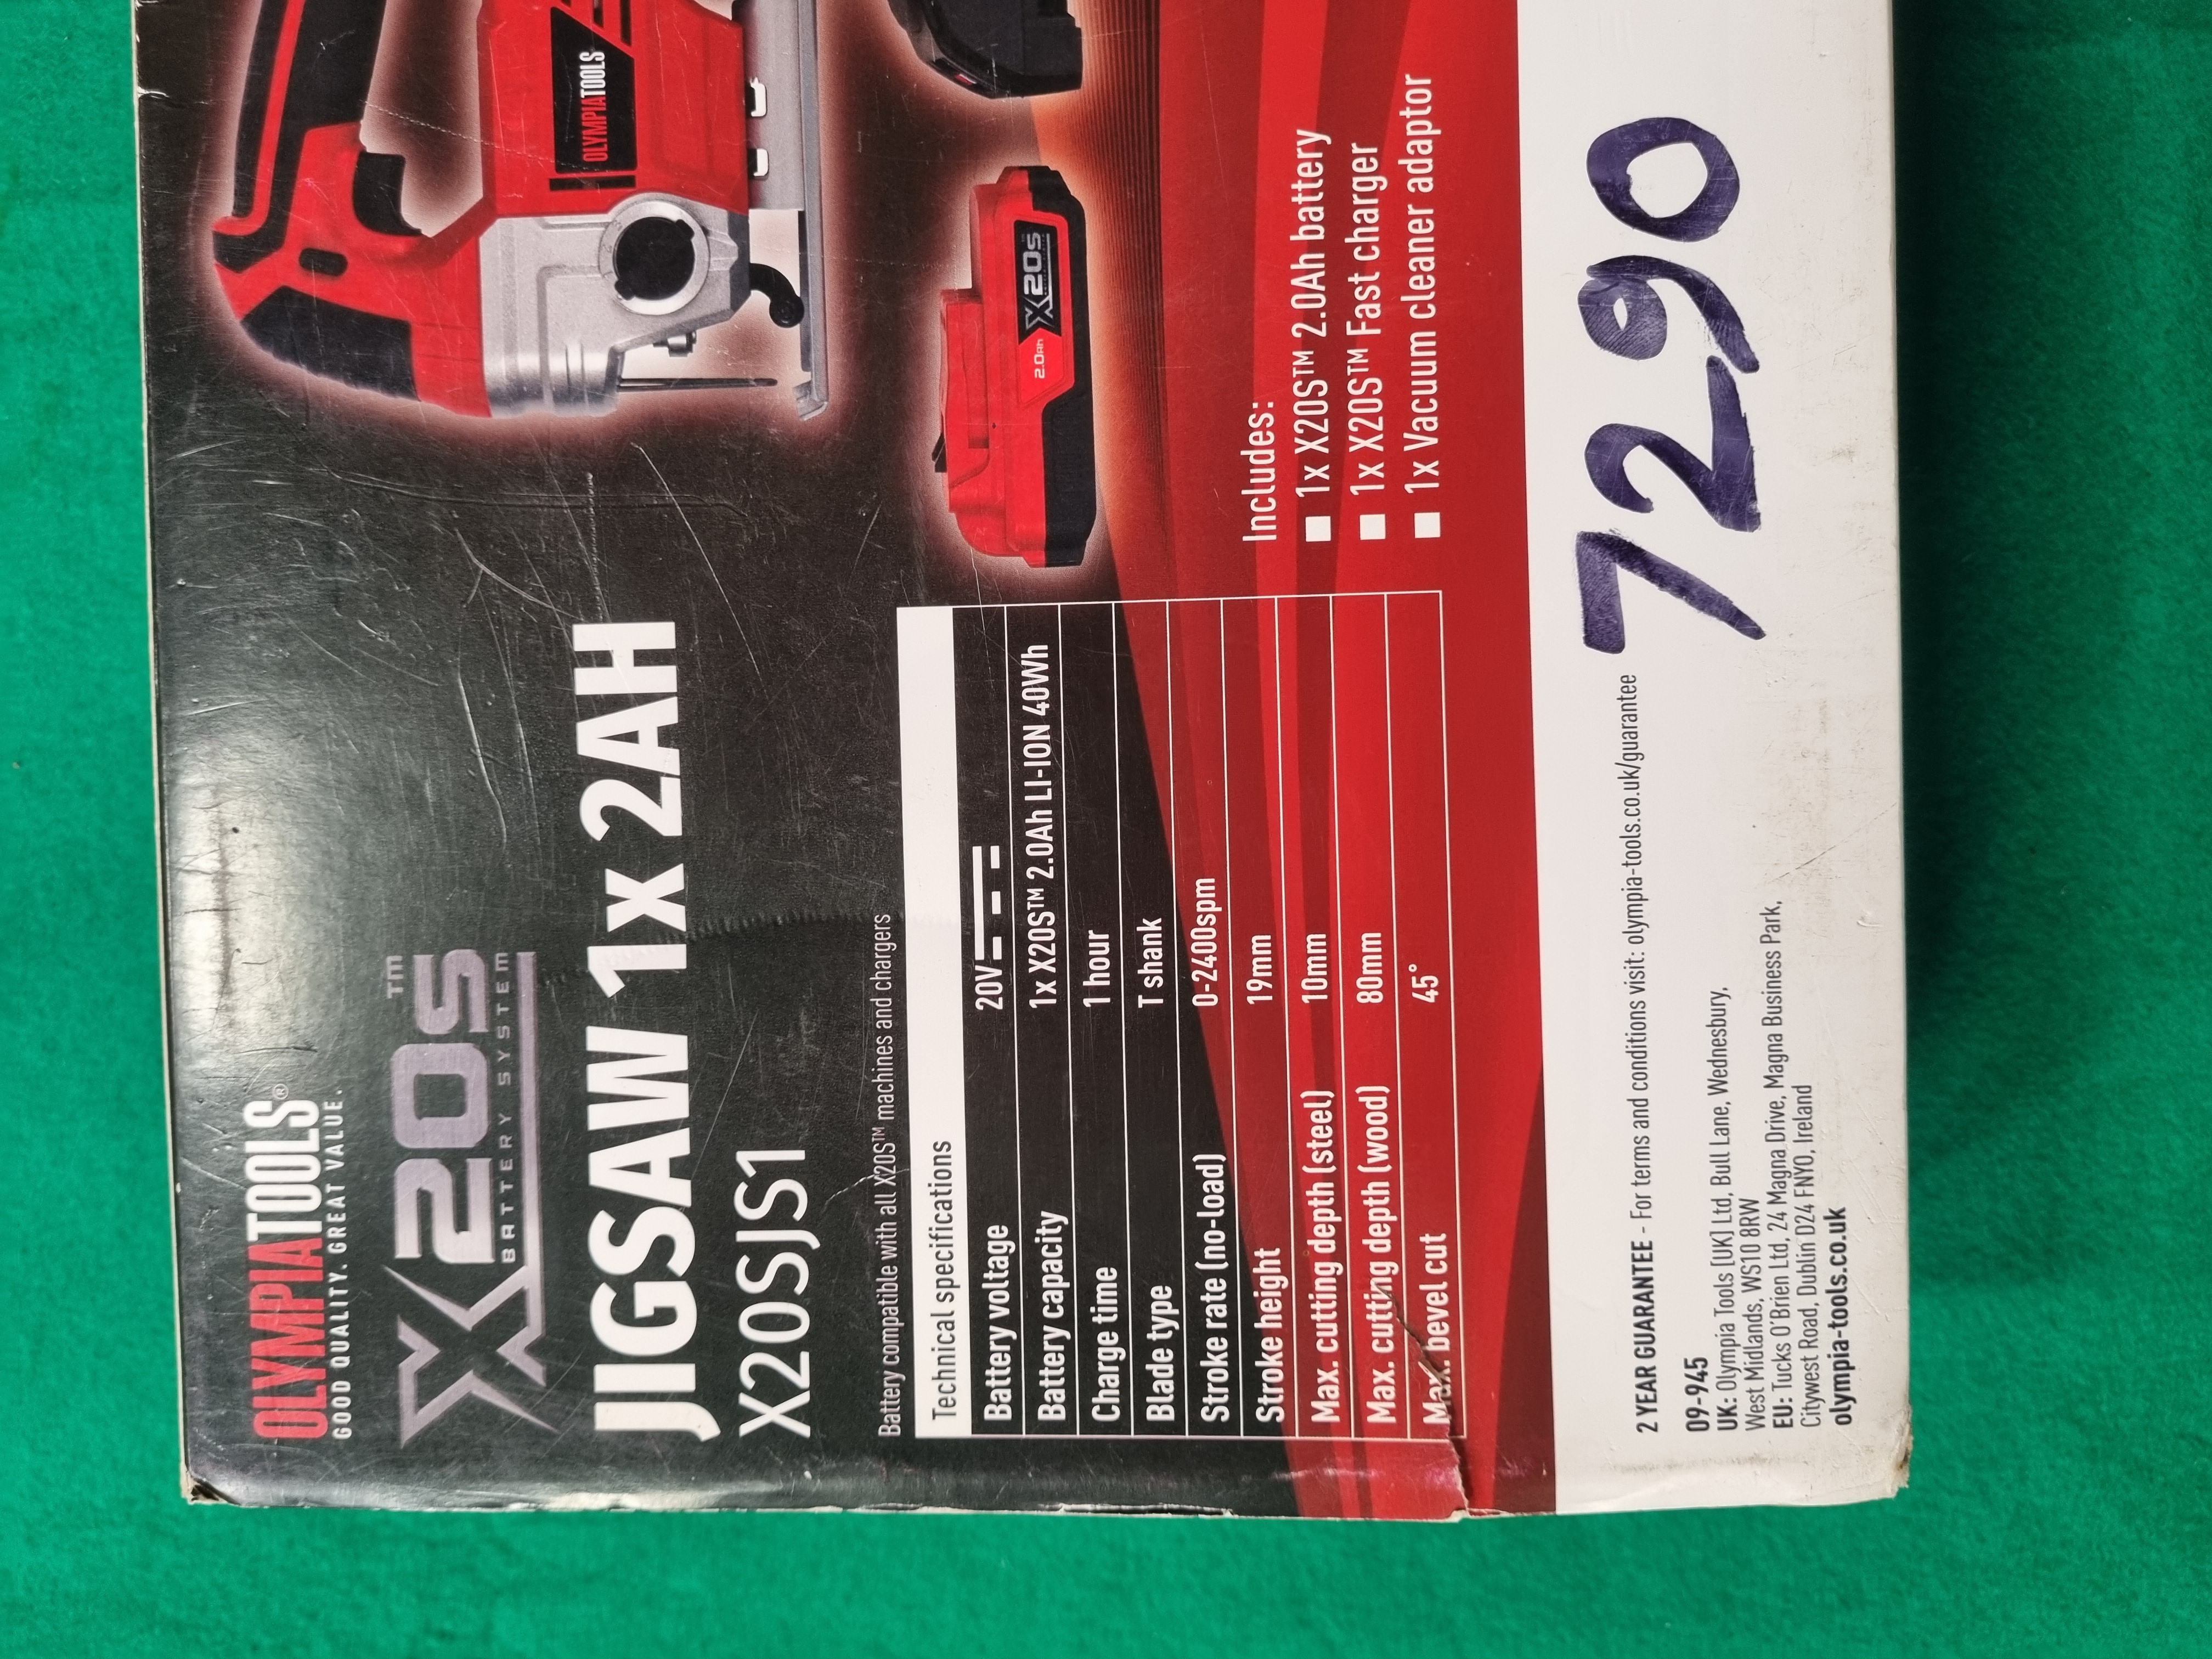 OLYMPIATOOLS®
GOOD QUALITY. GREAT VALUE.
X20S™
BATTERY SYSTEM
JIGSAW 1x 2AH
X20SJS1
Battery compatible with all X20S™ machines and chargers
Technical specifications
Battery voltage 20V
Battery capacity 1x X20S™ 2.0Ah LI-ION 40Wh
Charge time 1 hour
Blade type T shank
Stroke rate (no-load) 0-2400spm
Stroke height 19mm
Max. cutting depth (steel) 10mm
Max. cutting depth (wood) 80mm
Max. bevel cut 45°
OLYMPIATOOLS
2.0Ah X20S
Includes:
1x X20S™ 2.0Ah battery
1x X20S™ Fast charger
1x Vacuum cleaner adaptor
2 YEAR GUARANTEE - For terms and conditions visit: olympia-tools.co.uk/guarantee
09-945
UK: Olympia Tools [UK] Ltd, Bull Lane, Wednesbury,
West Midlands, WS10 8RW
EU: Tucks O'Brien Ltd, 24 Magna Drive, Magna Business Park,
Citywest Road, Dublin D24 FNY0, Ireland
olympia-tools.co.uk
7290